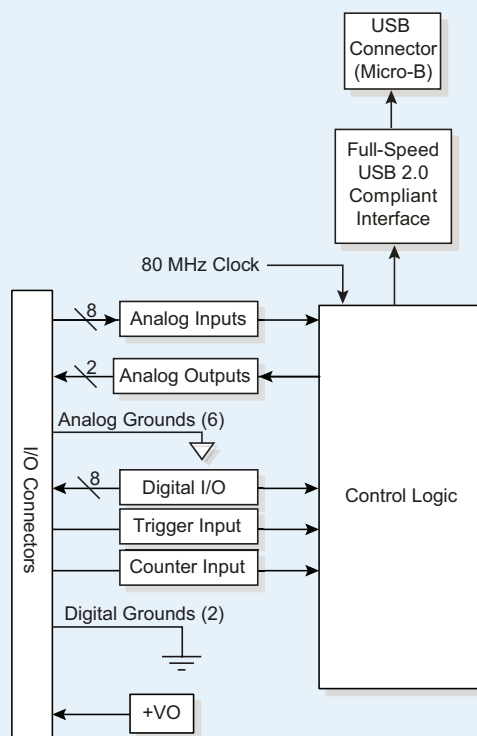 USB
Connector
(Micro-B)
Full-Speed
USB 2.0
Compliant
Interface
80 MHz Clock
8
Analog Inputs
2
Analog Outputs
Analog Grounds (6)
8
Digital I/O
Trigger Input
Counter Input
Digital Grounds (2)
+VO
I/O Connectors
Control Logic